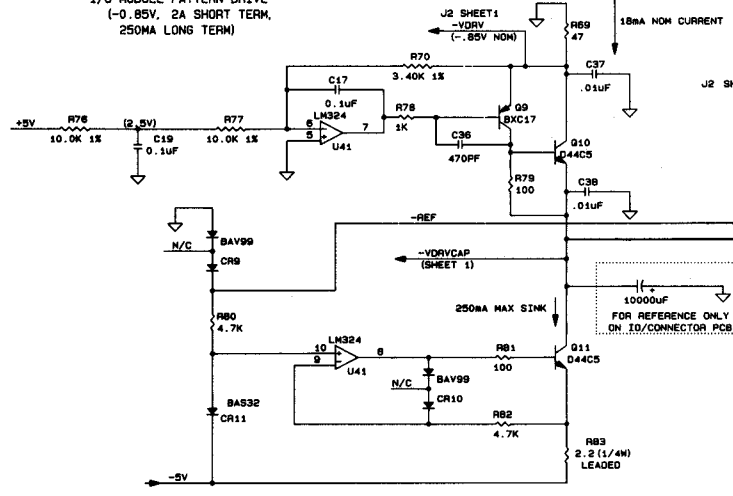 I/O MODULE PATTERN DRIVE
(-0.85V, 2A SHORT TERM,
250MA LONG TERM)
J2 SHEET1
-VDRV
(-.85V NOM)
R69
47
18mA NOM CURRENT
R70
3.40K 1%
C37
.01uF
J2 SH
C17
0.1uF
Q9
BXC17
+5V
R76
10.0K 1%
(2.5V)
R77
10.0K 1%
LM324
6
5
7
U41
R78
1K
C19
0.1uF
C36
470PF
Q10
D44C5
R79
100
C38
.01uF
-REF
N/C
BAV99
CR9
-VDRVCAP
(SHEET 1)
10000uF
+
FOR REFERENCE ONLY
ON IO/CONNECTOR PCB
250mA MAX SINK
R80
4.7K
LM324
10
9
8
U41
R81
100
Q11
D44C5
N/C
BAV99
CR10
BAS32
CR11
R82
4.7K
R83
2.2(1/4W)
LEADED
-5V